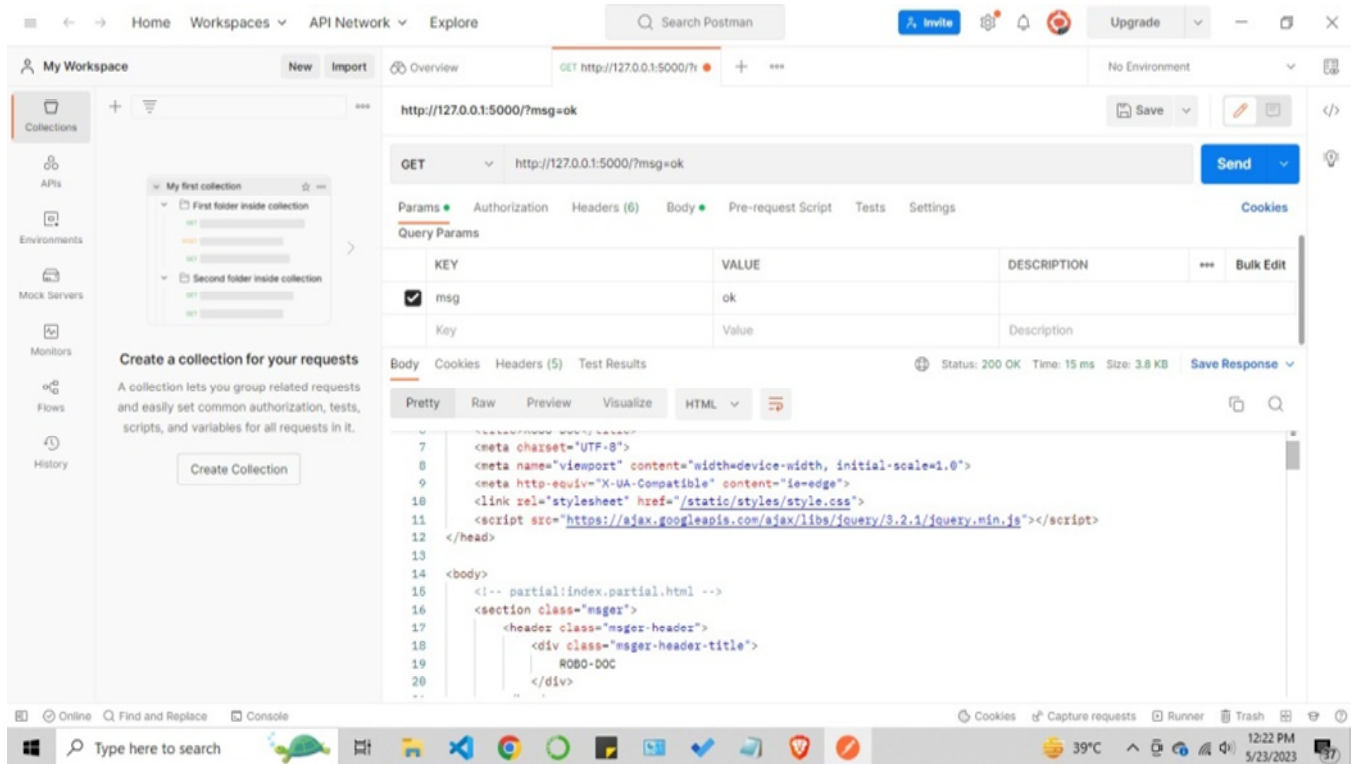 Home Workspaces API Network Explore Search Postman Invite Upgrade
My Workspace New Import Overview GET http://127.0.0.1:5000/?r No Environment
Collections
APIs
Environments
Mock Servers
Monitors
Flows
History
My first collection
First folder inside collection
GET
GET
Second folder inside collection
GET
GET
Create a collection for your requests
A collection lets you group related requests
and easily set common authorization, tests,
scripts, and variables for all requests in it.
Create Collection
http://127.0.0.1:5000/?msg=ok Save
GET http://127.0.0.1:5000/?msg=ok Send
Params Authorization Headers (6) Body Pre-request Script Tests Settings Cookies
Query Params
KEY VALUE DESCRIPTION Bulk Edit
msg ok
Key Value Description
Body Cookies Headers (5) Test Results Status: 200 OK Time: 15 ms Size: 3.8 KB Save Response
Pretty Raw Preview Visualize HTML
7 <meta charset="UTF-8">
8 <meta name="viewport" content="width=device-width, initial-scale=1.0">
9 <meta http-equiv="X-UA-Compatible" content="ie=edge">
10 <link rel="stylesheet" href="/static/styles/style.css">
11 <script src="https://ajax.googleapis.com/ajax/libs/jquery/3.2.1/jquery.min.js"></script>
12 </head>
13
14 <body>
15 <!-- partial:index.partial.html -->
16 <section class="msger">
17 <header class="msger-header">
18 <div class="msger-header-title">
19 ROBO-DOC
20 </div>
Online Find and Replace Console Cookies Capture requests Runner Trash
Type here to search 39°C 12:22 PM
5/23/2023 37